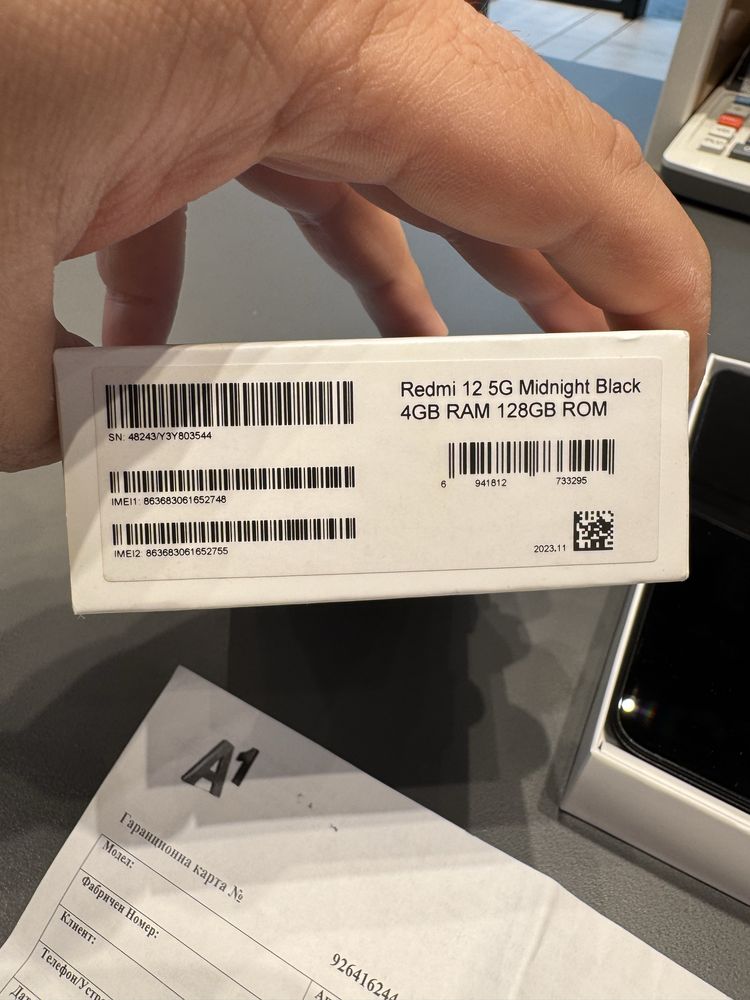 Redmi 12 5G Midnight Black
4GB RAM 128GB ROM
SN: 48243/Y3Y803544
6 941812 733295
IMEI1: 863683061652748
IMEI2: 863683061652755
2023.11
A1
Гаранционна карта №
Модел:
Фабричен Номер:
Клиент:
926416244